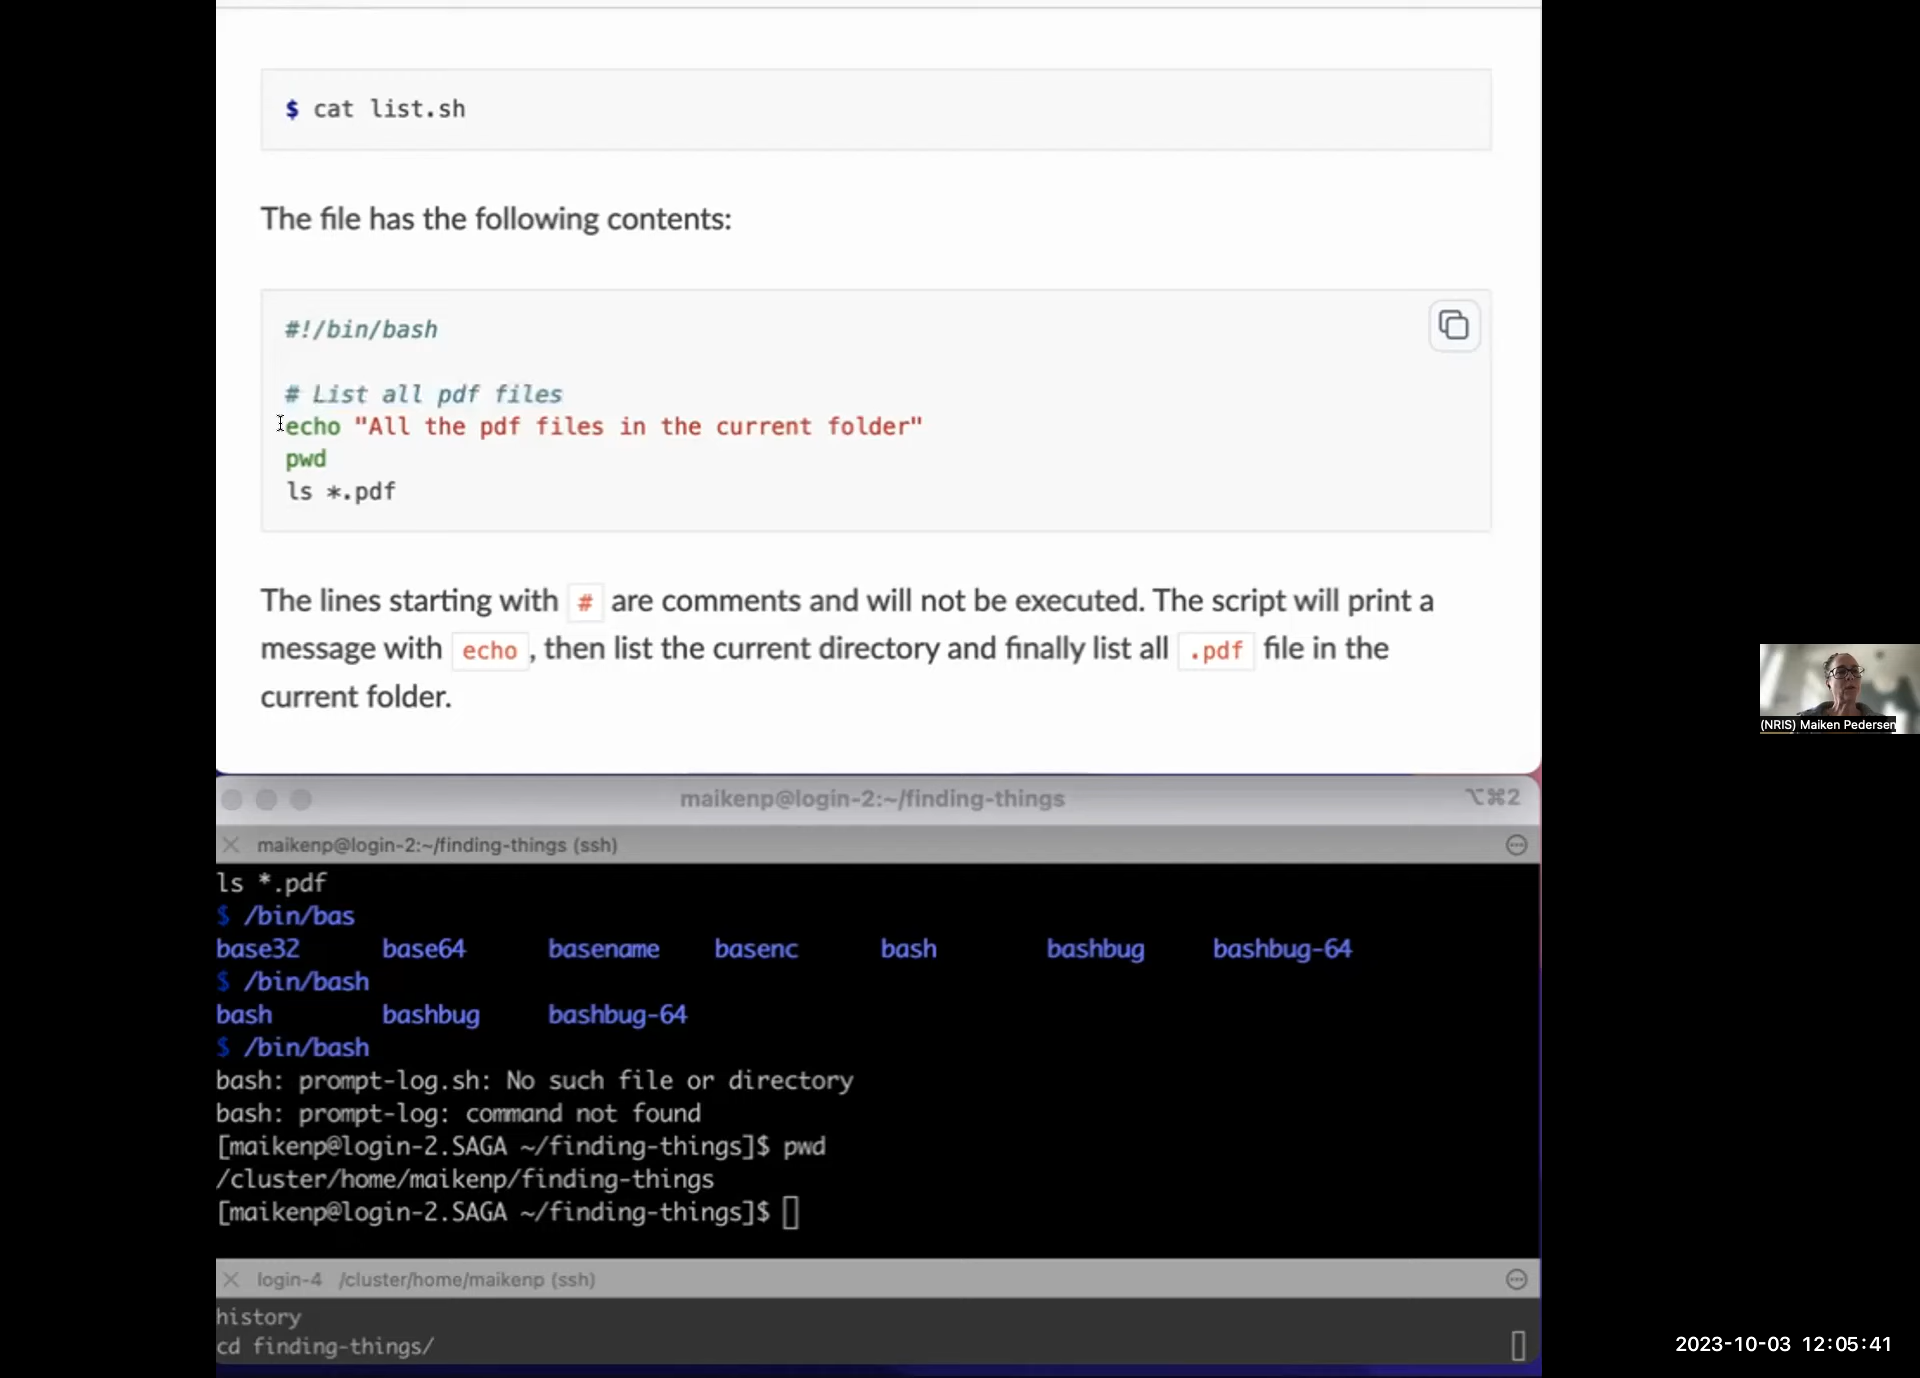 $ cat list.sh
The file has the following contents:
#!/bin/bash
# List all pdf files
echo "All the pdf files in the current folder"
pwd
ls *.pdf
The lines starting with # are comments and will not be executed. The script will print a
message with echo , then list the current directory and finally list all .pdf file in the
current folder.
maikenp@login-2:~/finding-things ⌥⌘2
maikenp@login-2:~/finding-things (ssh)
ls *.pdf
$ /bin/bas
base32 base64 basename basenc bash bashbug bashbug-64
$ /bin/bash
bash bashbug bashbug-64
$ /bin/bash
bash: prompt-log.sh: No such file or directory
bash: prompt-log: command not found
[maikenp@login-2.SAGA ~/finding-things]$ pwd
/cluster/home/maikenp/finding-things
[maikenp@login-2.SAGA ~/finding-things]$
login-4 /cluster/home/maikenp (ssh)
history
cd finding-things/
(NRIS) Maiken Pedersen
2023-10-03 12:05:41